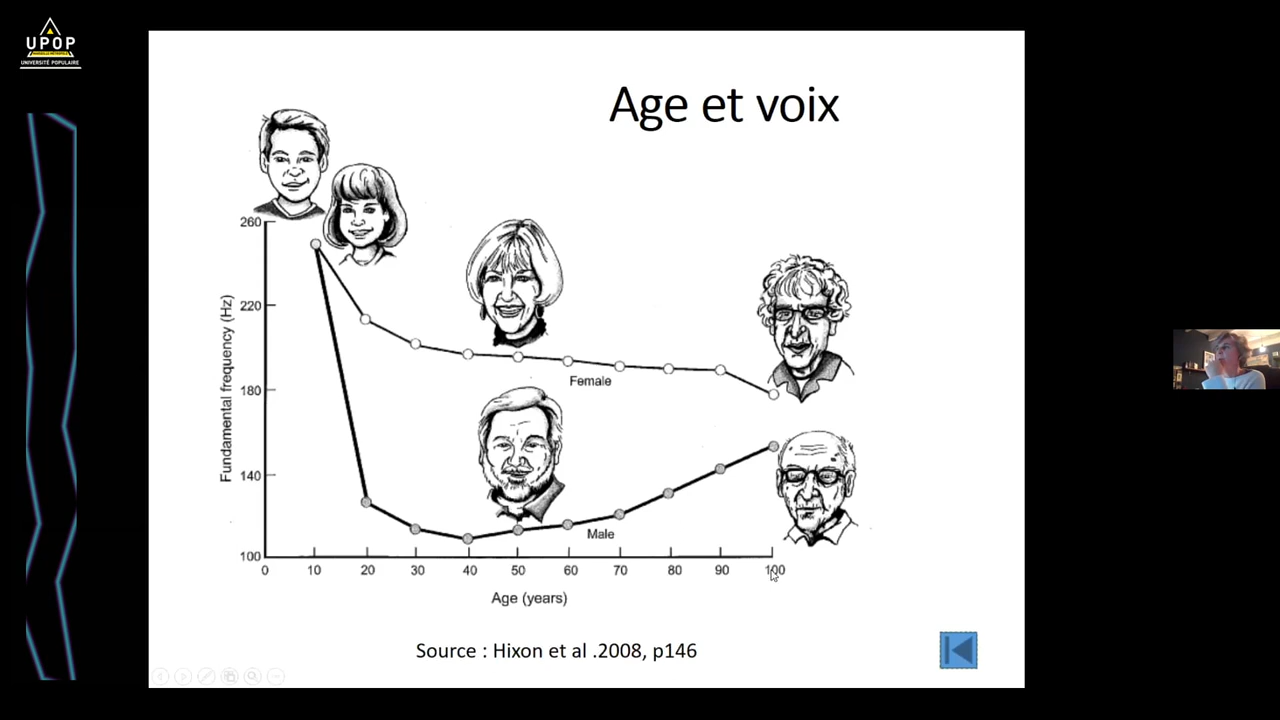 UPOP
UNIVERSITÉ POPULAIRE
Age et voix
260
220
180
140
100
Fundamental frequency (Hz)
Female
Male
0 10 20 30 40 50 60 70 80 90 100
Age (years)
Source : Hixon et al .2008, p146